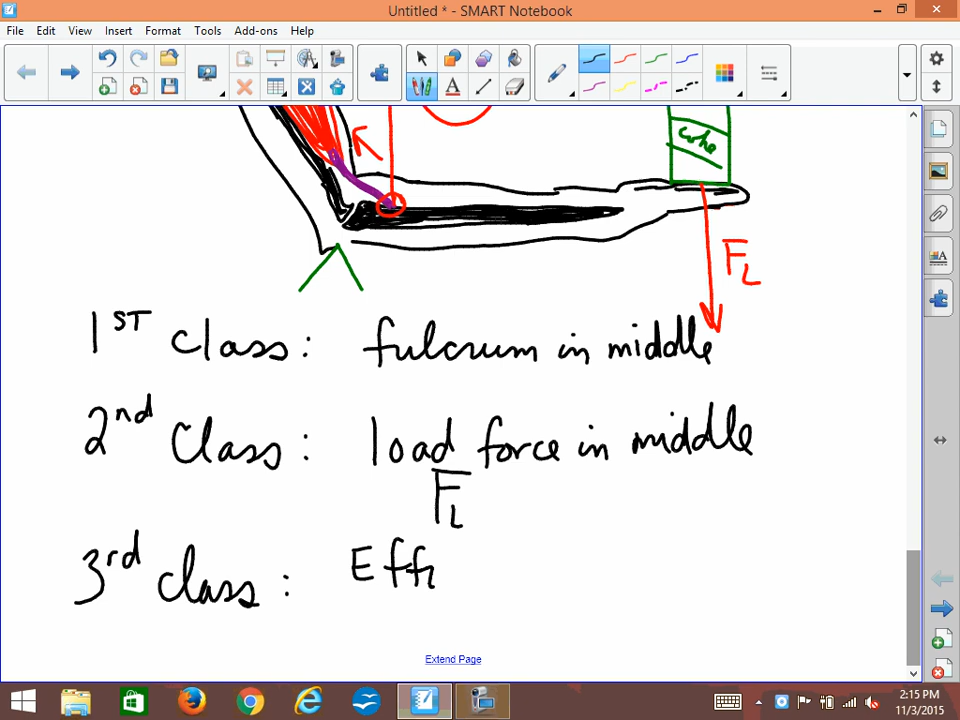 Untitled * - SMART Notebook
File Edit View Insert Format Tools Add-ons Help
Coke
FL
1ST class: fulcrum in middle
2nd Class: load force in middle
FL
3rd class: Eff
Extend Page
2:15 PM
11/3/2015